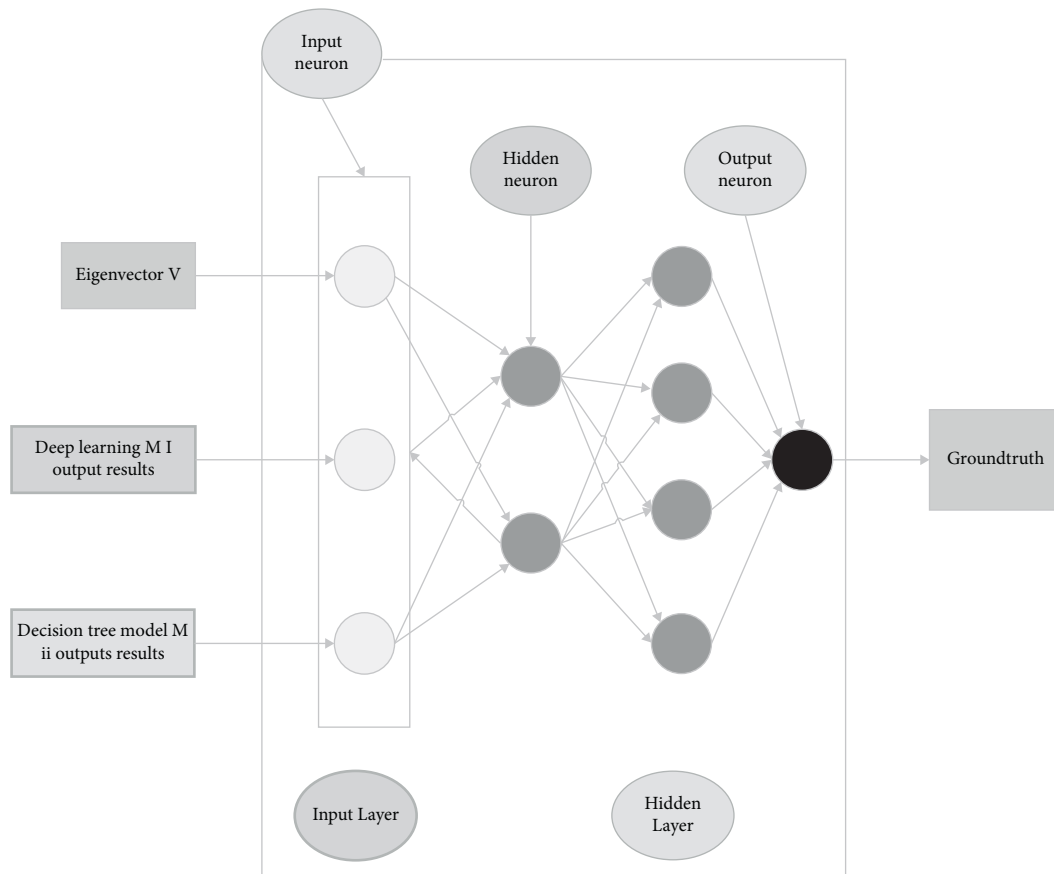 Input
neuron
Hidden
neuron
Output
neuron
Eigenvector V
Deep learning M I
output results
Groundtruth
Decision tree model M
ii outputs results
Input Layer
Hidden
Layer